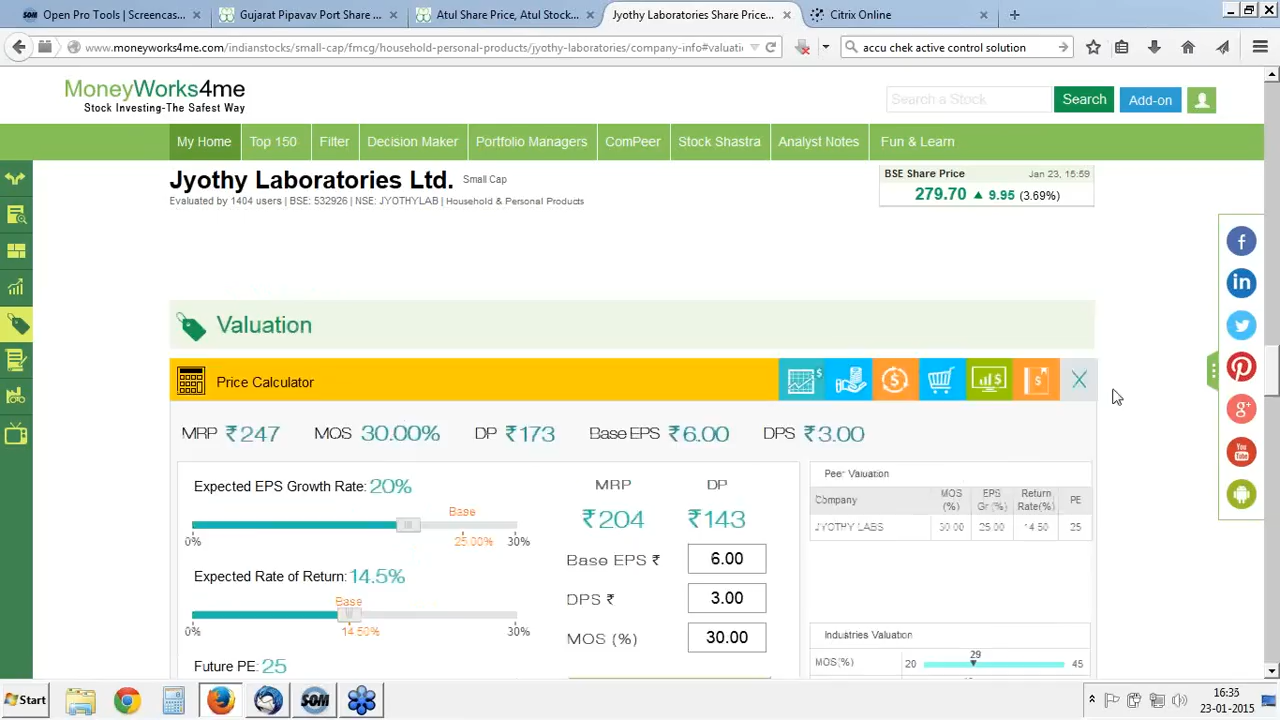 Open Pro Tools | Screencas...
Gujarat Pipavav Port Share ...
Atul Share Price, Atul Stock...
Jyothy Laboratories Share Price...
Citrix Online
www.moneyworks4me.com/indianstocks/small-cap/fmcg/household-personal-products/jyothy-laboratories/company-info#valuati
accu chek active control solution
MoneyWorks4me
Stock Investing-The Safest Way
Search a Stock
Search
Add-on
My Home
Top 150
Filter
Decision Maker
Portfolio Managers
ComPeer
Stock Shastra
Analyst Notes
Fun & Learn
Jyothy Laboratories Ltd. Small Cap
Evaluated by 1404 users | BSE: 532926 | NSE: JYOTHYLAB | Household & Personal Products
BSE Share Price Jan 23, 15:59
279.70 ▲ 9.95 (3.69%)
Valuation
Price Calculator
MRP ₹247 MOS 30.00% DP ₹173 Base EPS ₹6.00 DPS ₹3.00
Expected EPS Growth Rate: 20%
Base
25.00%
0% 30%
Expected Rate of Return: 14.5%
Base
14.50%
0% 30%
Future PE: 25
MRP DP
₹204 ₹143
Base EPS ₹ 6.00
DPS ₹ 3.00
MOS (%) 30.00
Peer Valuation
Company MOS (%) EPS Gr (%) Return Rate(%) PE
JYOTHY LABS 30.00 25.00 14.50 25
Industries Valuation
29
MOS(%) 20 45
Start
SOM
16:35
23-01-2015